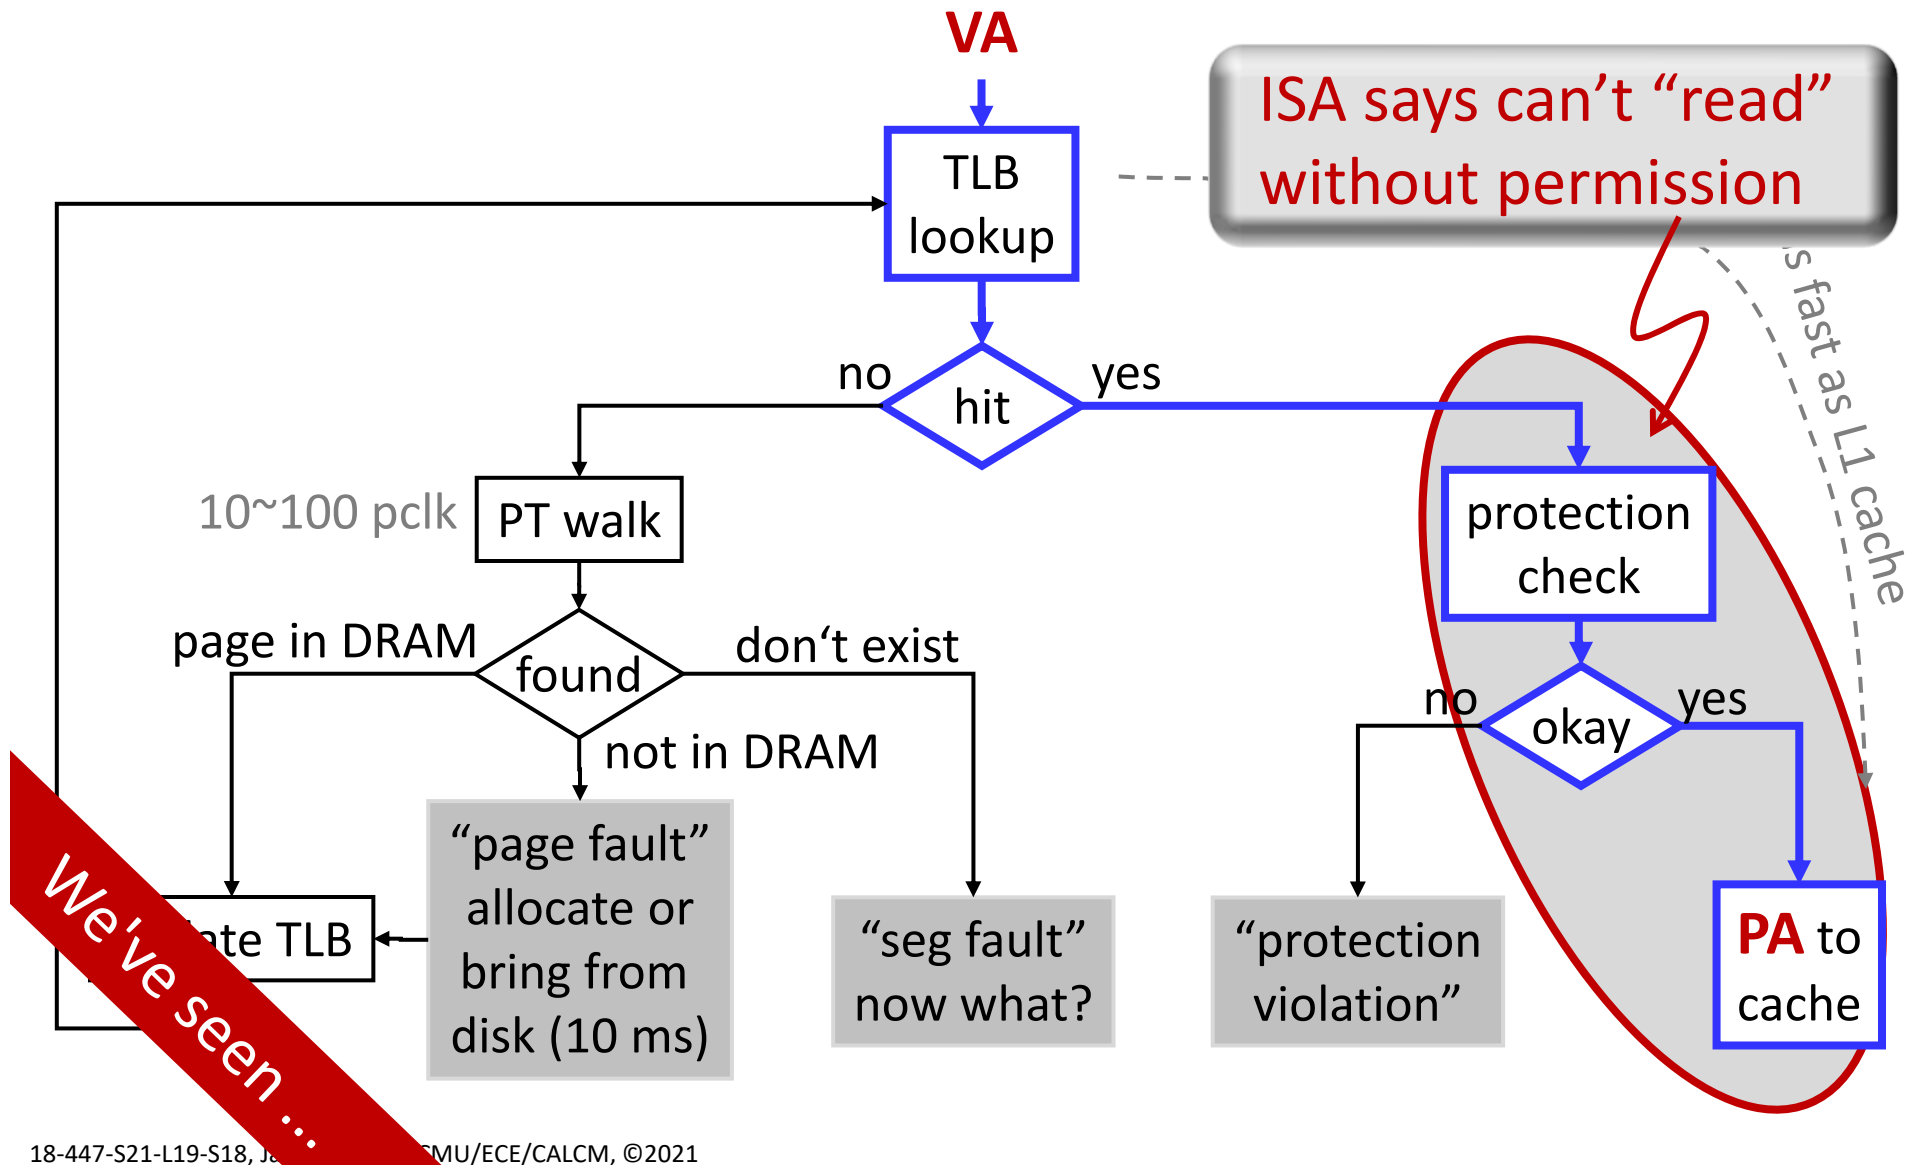 VA
ISA says can’t “read”
without permission
TLB
lookup
fast as L1 cache
no
hit
yes
10~100 pclk
PT walk
protection
check
page in DRAM
found
don‘t exist
not in DRAM
no
okay
yes
“page fault”
allocate or
bring from
disk (10 ms)
TLB
“seg fault”
now what?
“protection
violation”
PA to
cache
We've seen ...
18-447-S21-L19-S18, MU/ECE/CALCM, ©2021